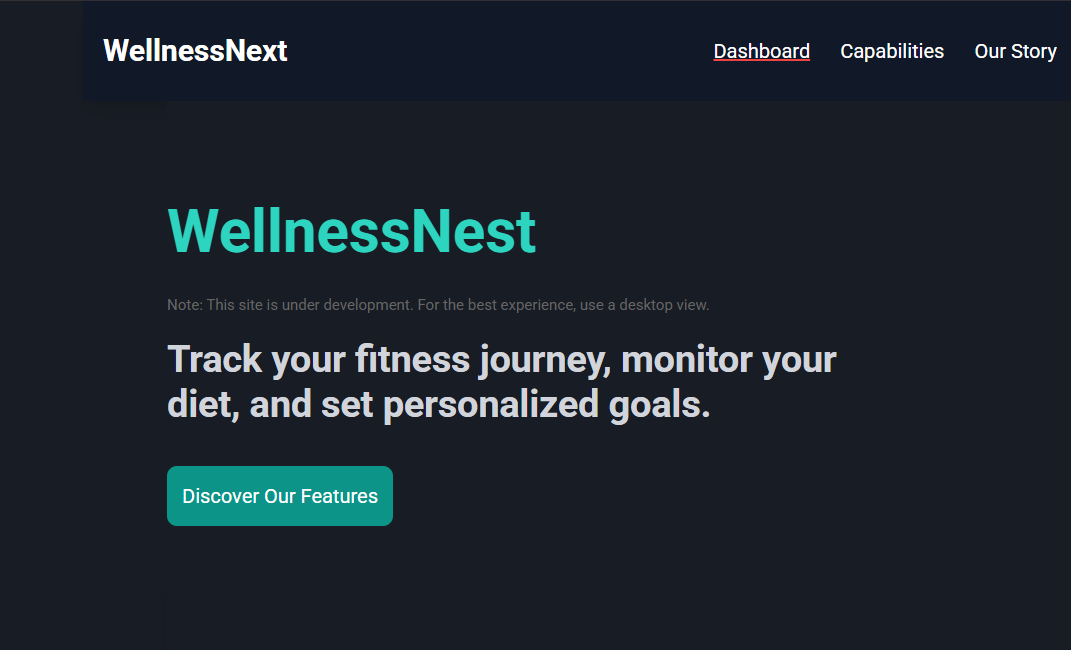 WellnessNext
Dashboard Capabilities Our Story
WellnessNest
Note: This site is under development. For the best experience, use a desktop view.
Track your fitness journey, monitor your
diet, and set personalized goals.
Discover Our Features